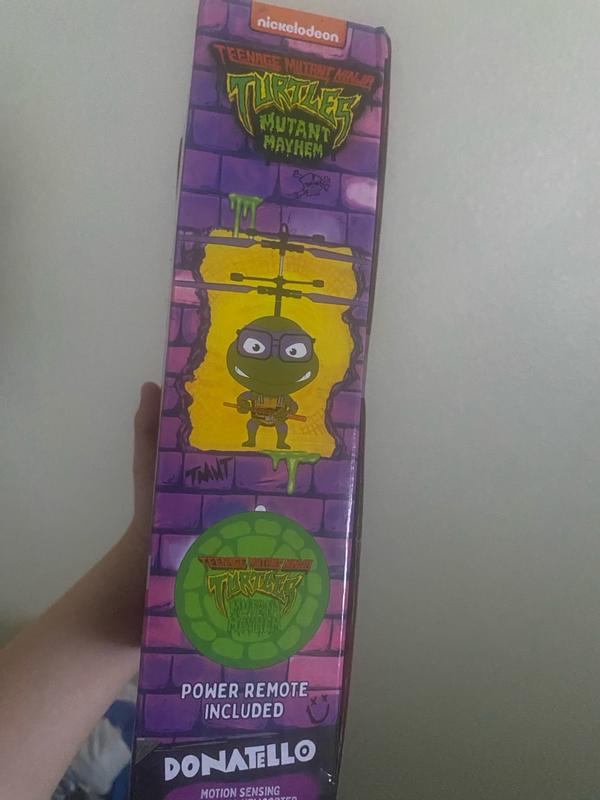 nickelodeon
TEENAGE MUTANT NINJA
TURTLES
MUTANT
MAYHEM
TMNT
TEENAGE MUTANT NINJA
TURTLES
MUTANT
MAYHEM
POWER REMOTE
INCLUDED
DONATELLO
MOTION SENSING
HELICOPTER